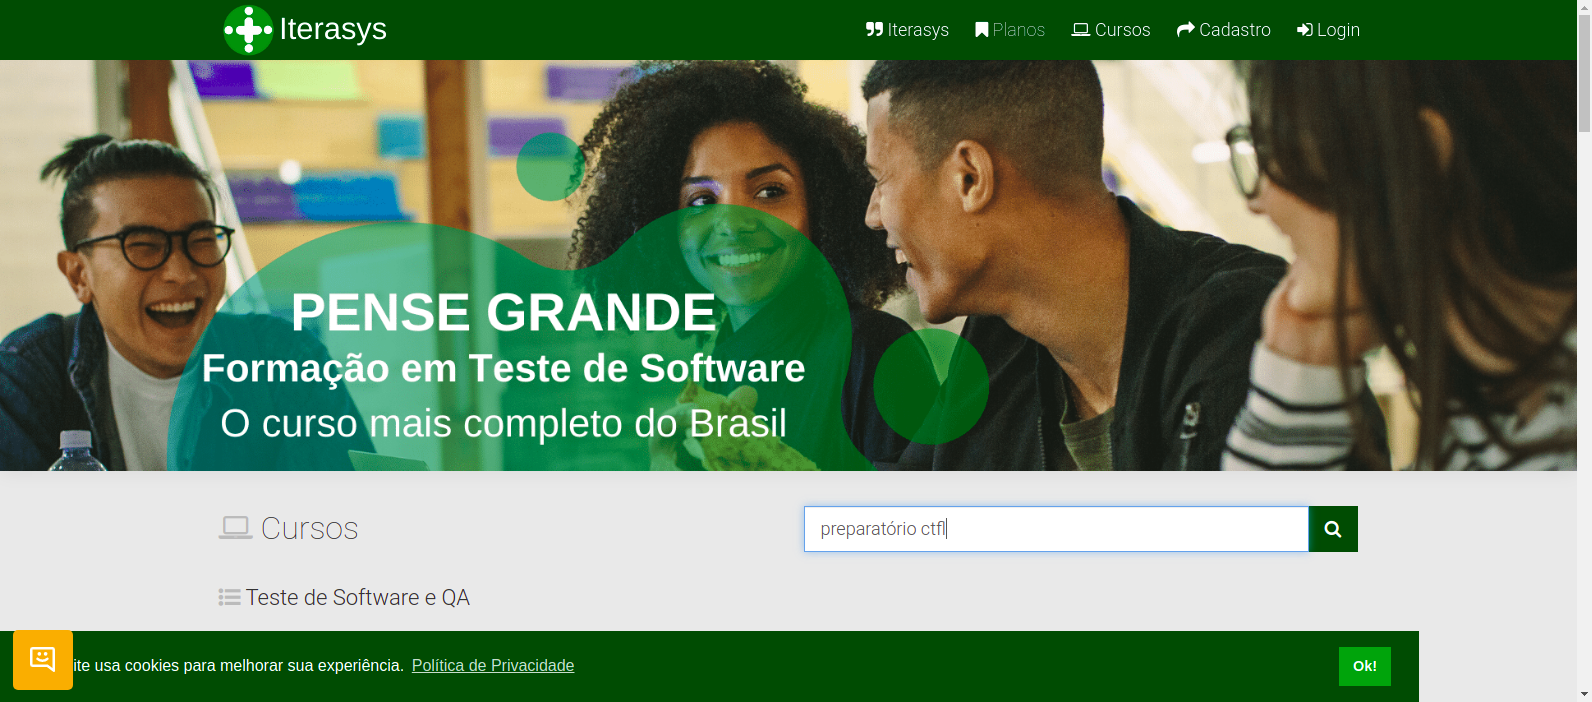 Iterasys
Iterasys Planos Cursos Cadastro Login
PENSE GRANDE
Formação em Teste de Software
O curso mais completo do Brasil
Cursos
preparatório ctfl
Teste de Software e QA
ite usa cookies para melhorar sua experiência. Política de Privacidade
Ok!